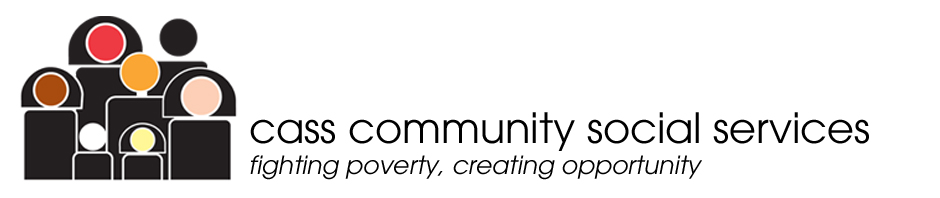 cass community social services
fighting poverty, creating opportunity